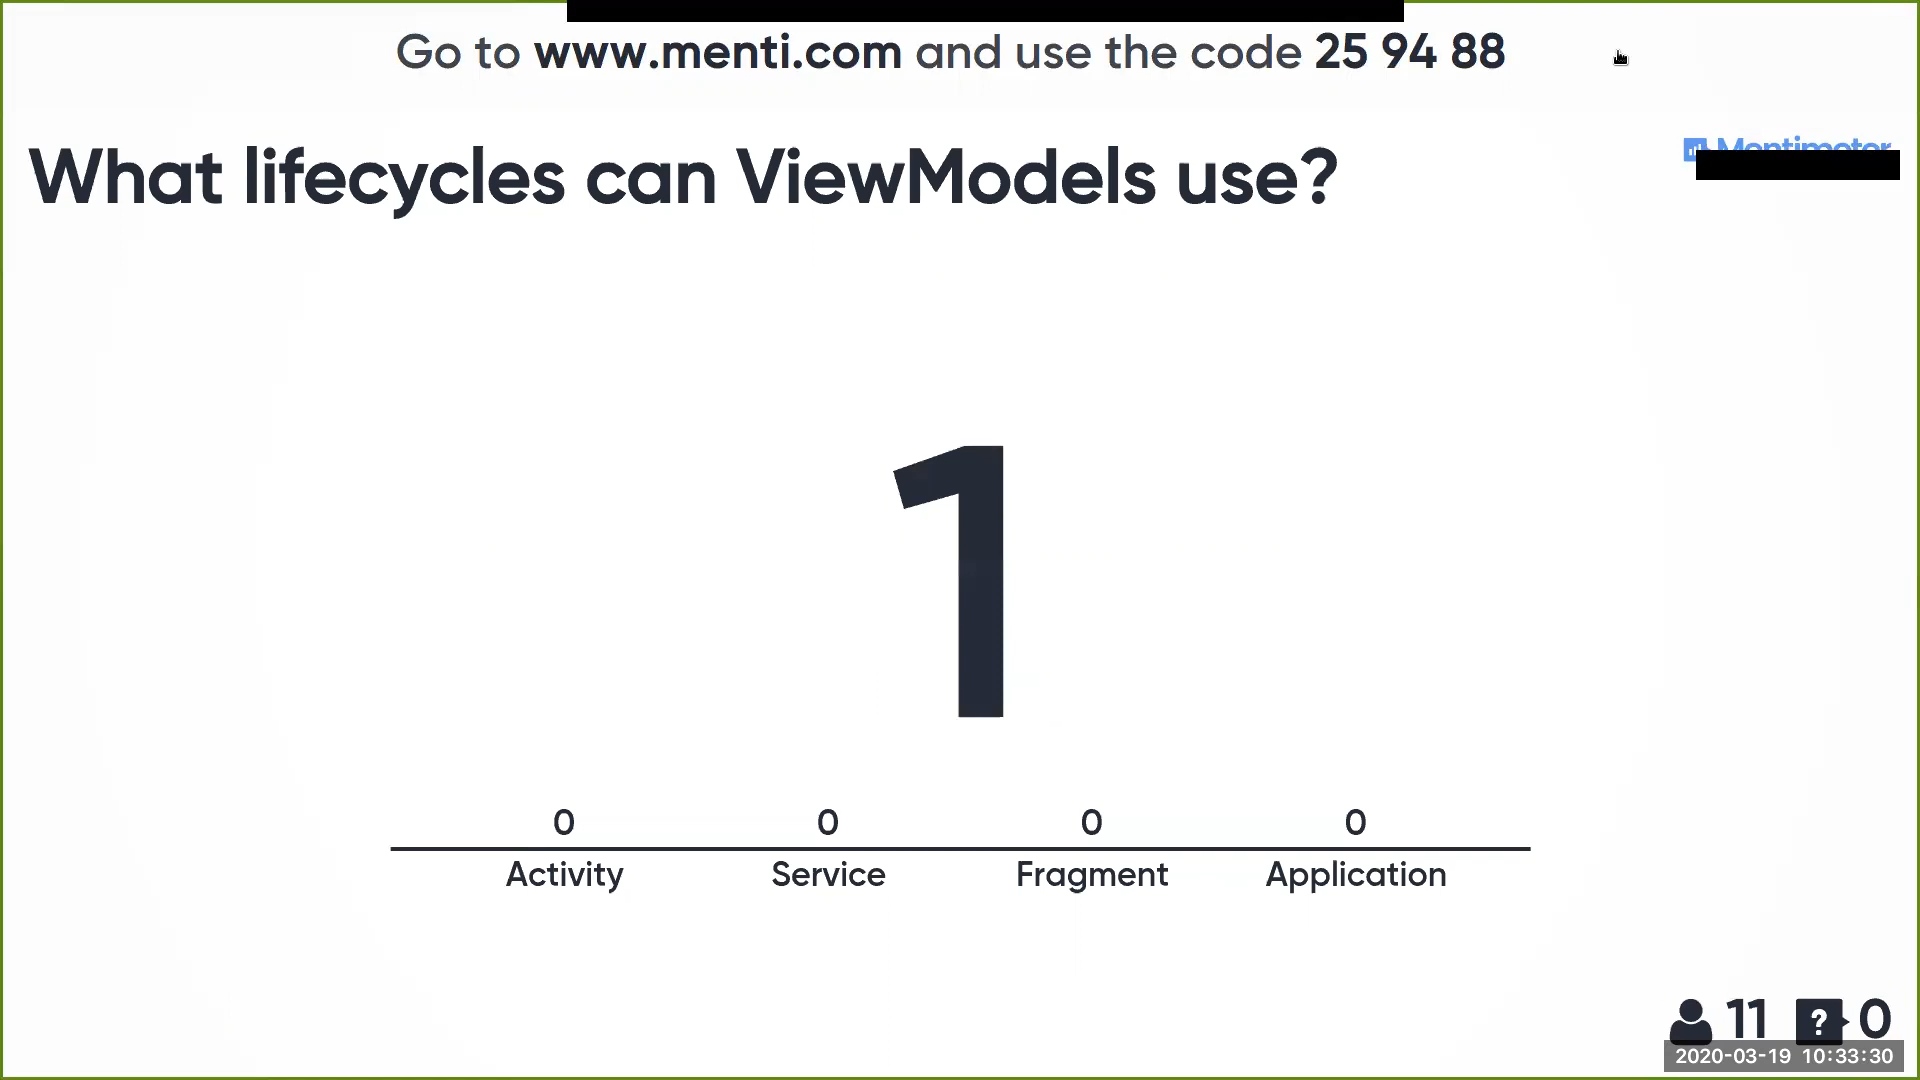 Go to www.menti.com and use the code 25 94 88
What lifecycles can ViewModels use?
Mentimeter
1
0 0 0 0
Activity Service Fragment Application
11 ? 0
2020-03-19 10:33:30